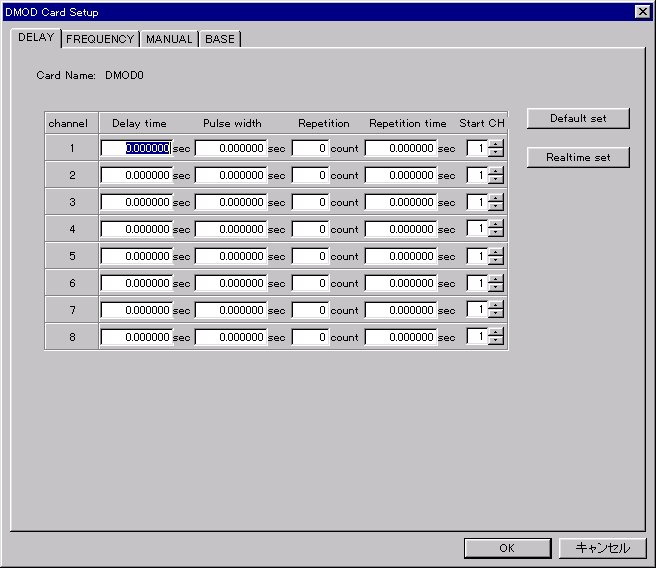 DMOD Card Setup
DELAY FREQUENCY MANUAL BASE
Card Name: DMOD0
channel Delay time Pulse width Repetition Repetition time Start CH
Default set
1 0.000000 sec 0.000000 sec 0 count 0.000000 sec 1
Realtime set
2 0.000000 sec 0.000000 sec 0 count 0.000000 sec 1
3 0.000000 sec 0.000000 sec 0 count 0.000000 sec 1
4 0.000000 sec 0.000000 sec 0 count 0.000000 sec 1
5 0.000000 sec 0.000000 sec 0 count 0.000000 sec 1
6 0.000000 sec 0.000000 sec 0 count 0.000000 sec 1
7 0.000000 sec 0.000000 sec 0 count 0.000000 sec 1
8 0.000000 sec 0.000000 sec 0 count 0.000000 sec 1
OK キャンセル